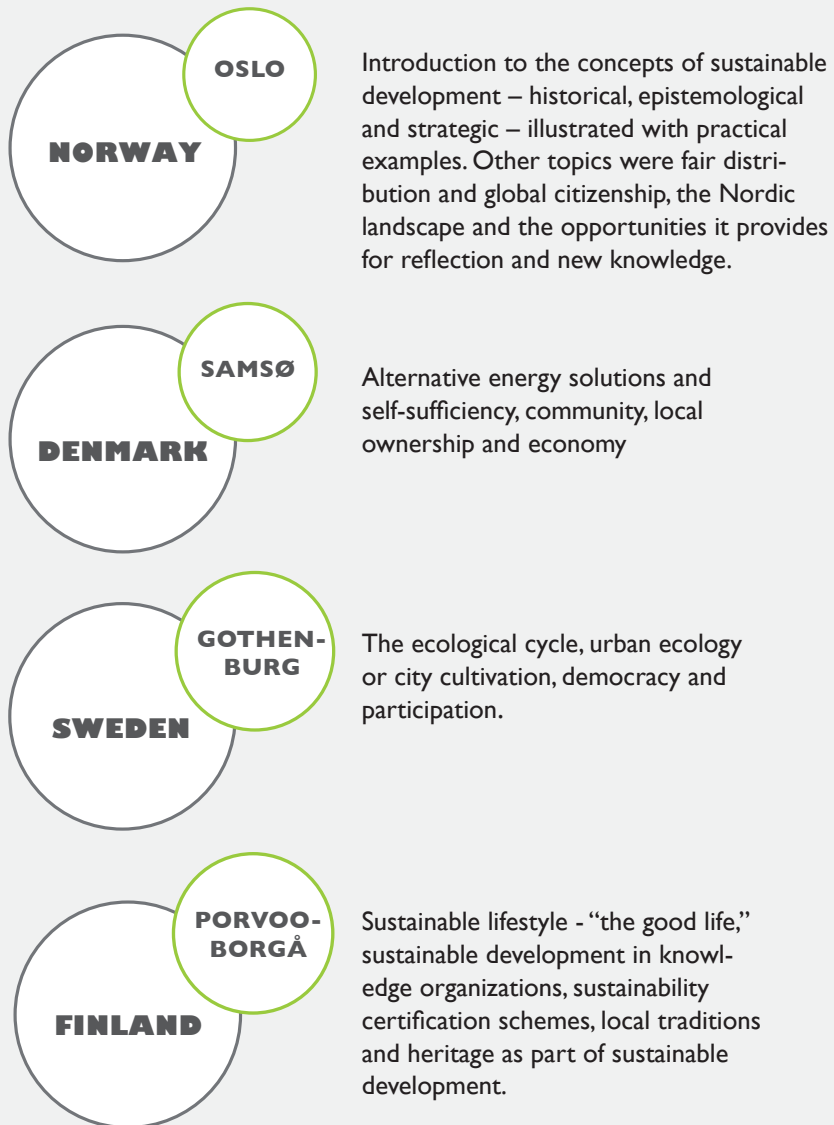 OSLO
NORWAY
Introduction to the concepts of sustainable
development – historical, epistemological
and strategic – illustrated with practical
examples. Other topics were fair distri-
bution and global citizenship, the Nordic
landscape and the opportunities it provides
for reflection and new knowledge.
SAMSØ
DENMARK
Alternative energy solutions and
self-sufficiency, community, local
ownership and economy
GOTHEN-
BURG
SWEDEN
The ecological cycle, urban ecology
or city cultivation, democracy and
participation.
PORVOO-
BORGÅ
FINLAND
Sustainable lifestyle - “the good life,”
sustainable development in knowl-
edge organizations, sustainability
certification schemes, local traditions
and heritage as part of sustainable
development.